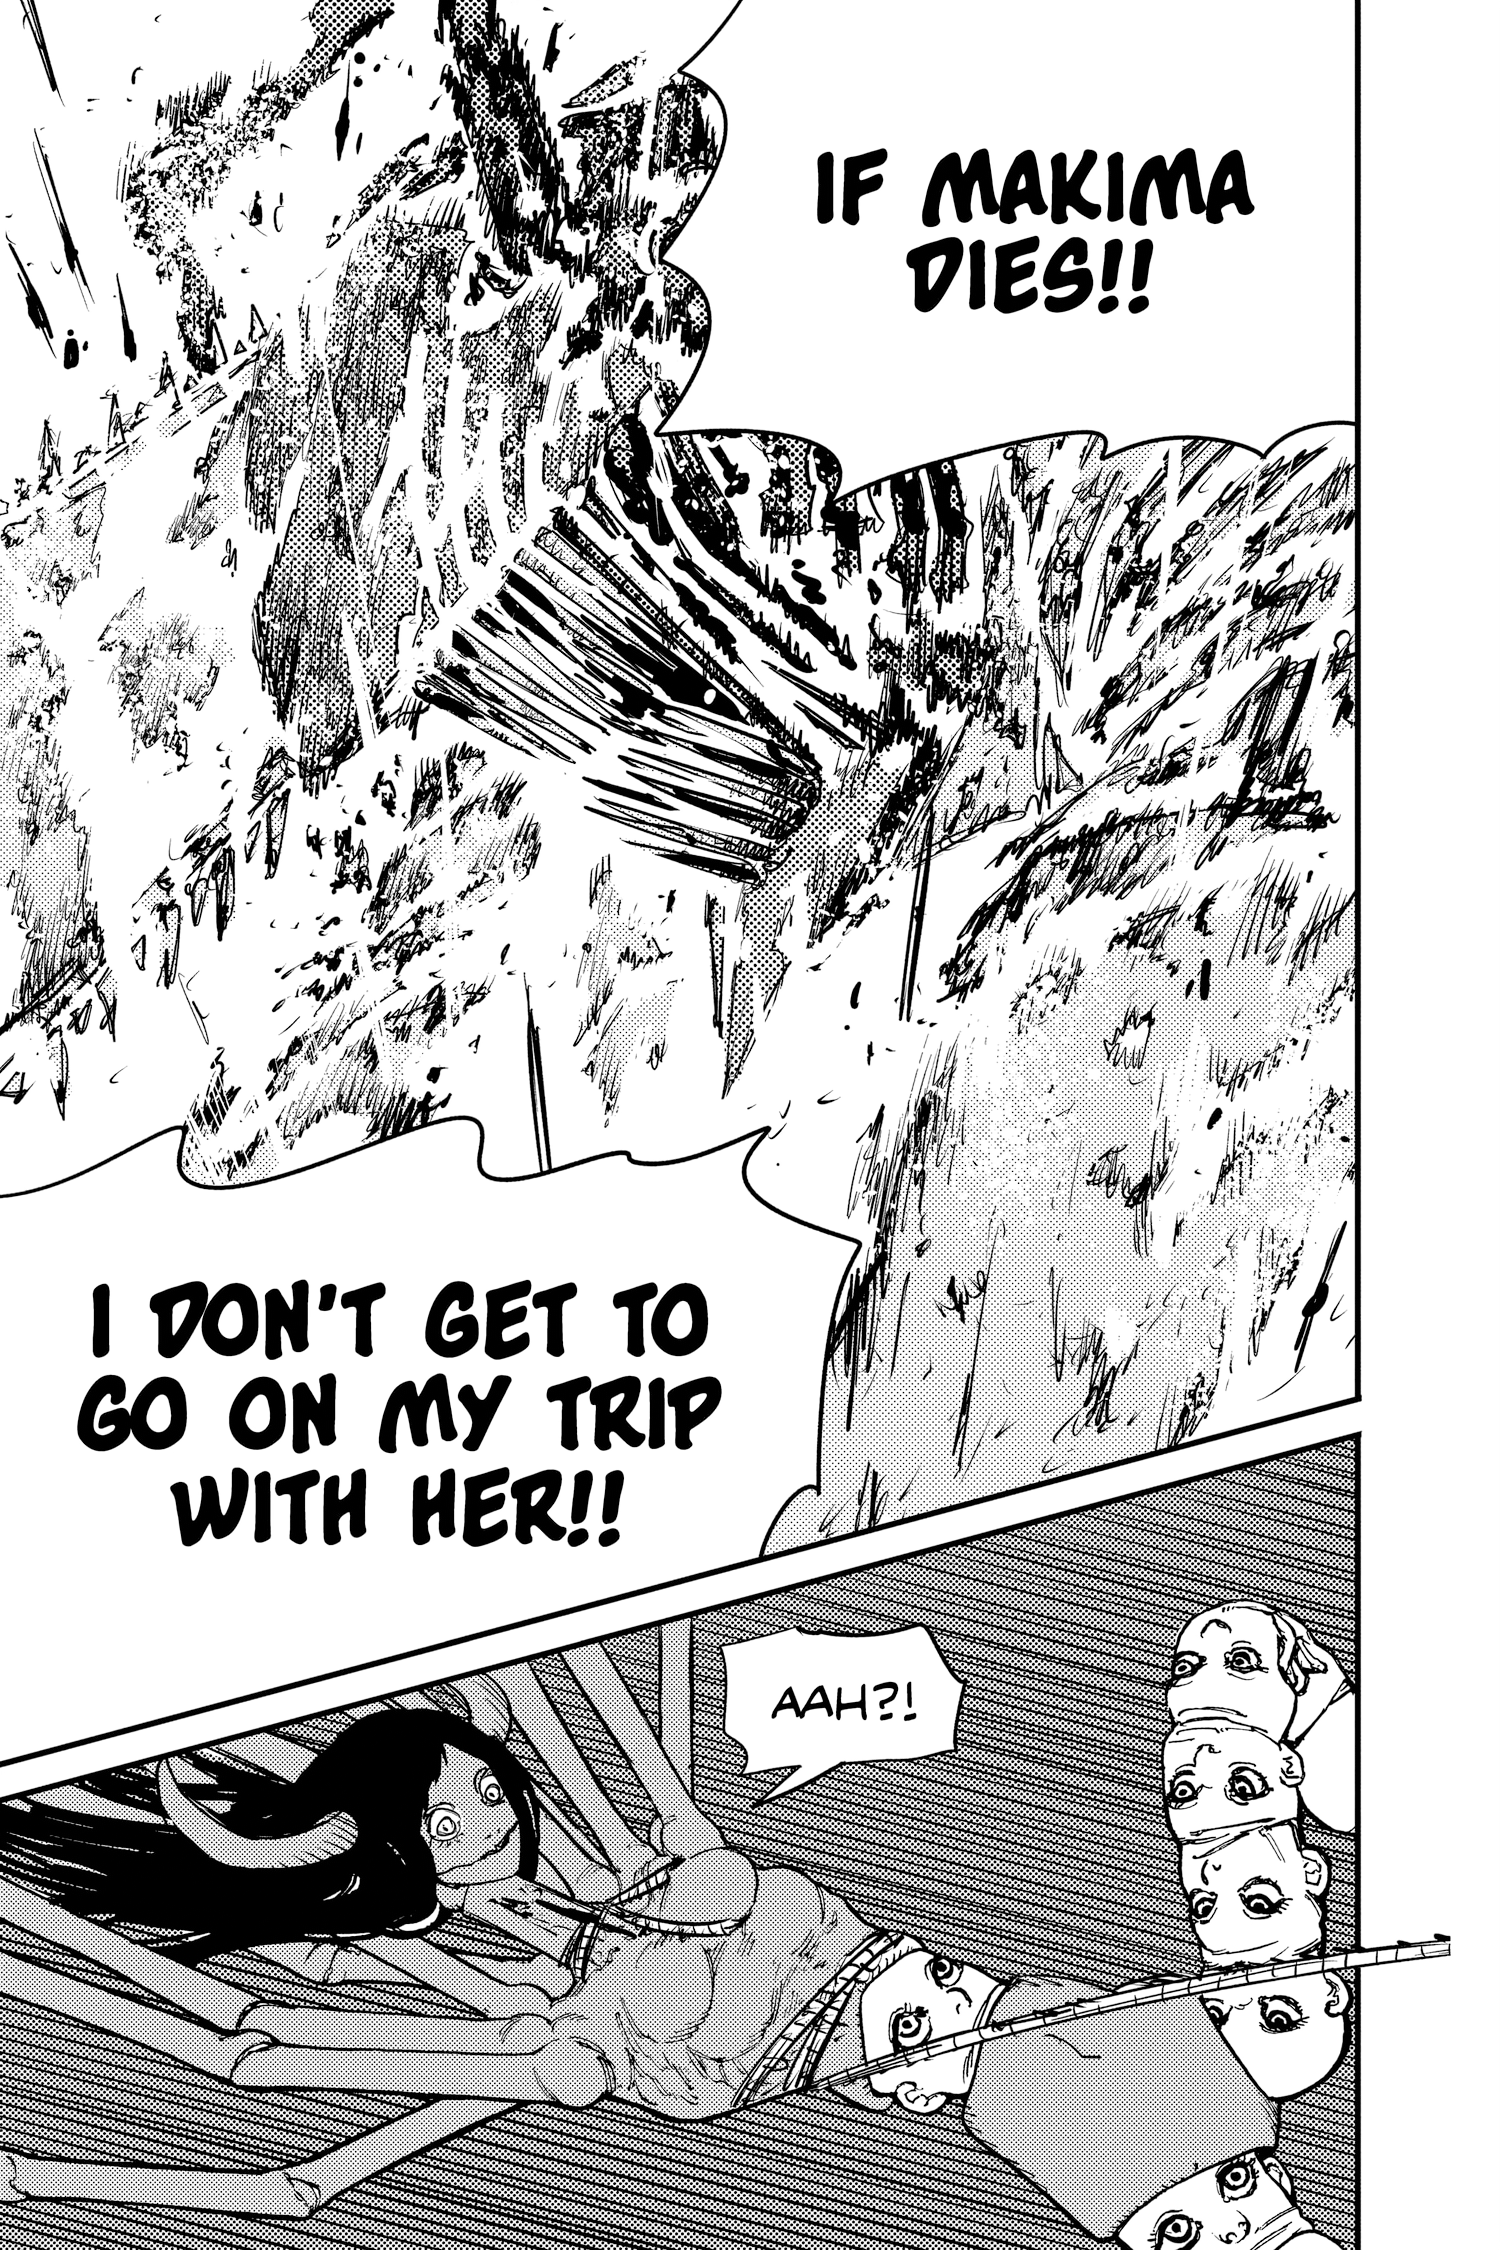 IF MAKIMA
DIES!!
I DON'T GET TO
GO ON MY TRIP
WITH HER!!
AAH?!